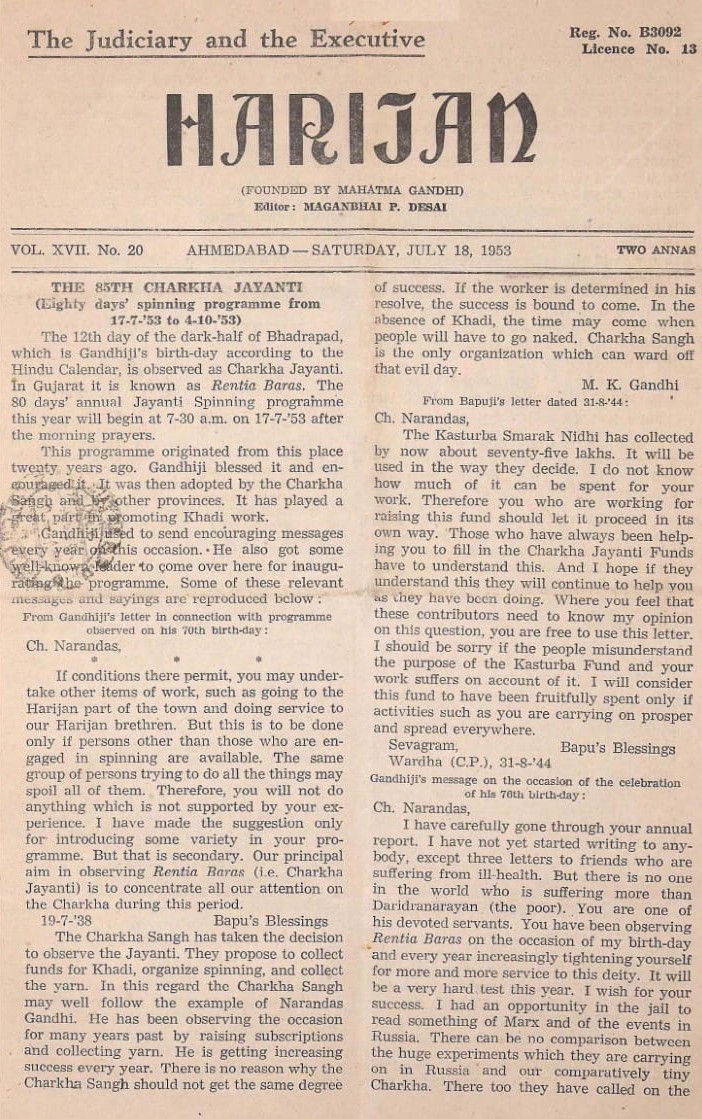 The Judiciary and the Executive
Reg. No. B3092
Licence No. 13
HARIJAN
(FOUNDED BY MAHATMA GANDHI)
Editor: MAGANBHAI P. DESAI
VOL. XVII. No. 20
AHMEDABAD — SATURDAY, JULY 18, 1953
TWO ANNAS
THE 85TH CHARKHA JAYANTI
(Eighty days' spinning programme from
17-7-'53 to 4-10-'53)
The 12th day of the dark-half of Bhadrapad,
which is Gandhiji's birth-day according to the
Hindu Calendar, is observed as Charkha Jayanti.
In Gujarat it is known as Rentia Baras. The
80 days' annual Jayanti Spinning programme
this year will begin at 7-30 a.m. on 17-7-'53 after
the morning prayers.
This programme originated from this place
twenty years ago. Gandhiji blessed it and en-
couraged it. It was then adopted by the Charkha
Sangh and by other provinces. It has played a
great part in promoting Khadi work.
Gandhiji used to send encouraging messages
every year on this occasion. He also got some
well-known leader to come over here for inaugu-
rating the programme. Some of these relevant
messages and sayings are reproduced below:
From Gandhiji's letter in connection with programme
observed on his 70th birth-day:
Ch. Narandas,
* * *
If conditions there permit, you may under-
take other items of work, such as going to the
Harijan part of the town and doing service to
our Harijan brethren. But this is to be done
only if persons other than those who are en-
gaged in spinning are available. The same
group of persons trying to do all the things may
spoil all of them. Therefore, you will not do
anything which is not supported by your ex-
perience. I have made the suggestion only
for introducing some variety in your pro-
gramme. But that is secondary. Our principal
aim in observing Rentia Baras (i.e. Charkha
Jayanti) is to concentrate all our attention on
the Charkha during this period.
19-7-'38 Bapu's Blessings
The Charkha Sangh has taken the decision
to observe the Jayanti. They propose to collect
funds for Khadi, organize spinning, and collect
the yarn. In this regard the Charkha Sangh
may well follow the example of Narandas
Gandhi. He has been observing the occasion
for many years past by raising subscriptions
and collecting yarn. He is getting increasing
success every year. There is no reason why the
Charkha Sangh should not get the same degree
of success. If the worker is determined in his
resolve, the success is bound to come. In the
absence of Khadi, the time may come when
people will have to go naked. Charkha Sangh
is the only organization which can ward off
that evil day.
M. K. Gandhi
From Bapuji's letter dated 31-8-'44:
Ch. Narandas,
The Kasturba Smarak Nidhi has collected
by now about seventy-five lakhs. It will be
used in the way they decide. I do not know
how much of it can be spent for your
work. Therefore you who are working for
raising this fund should let it proceed in its
own way. Those who have always been help-
ing you to fill in the Charkha Jayanti Funds
have to understand this. And I hope if they
understand this they will continue to help you
as they have been doing. Where you feel that
these contributors need to know my opinion
on this question, you are free to use this letter.
I should be sorry if the people misunderstand
the purpose of the Kasturba Fund and your
work suffers on account of it. I will consider
this fund to have been fruitfully spent only if
activities such as you are carrying on prosper
and spread everywhere.
Sevagram, Bapu's Blessings
Wardha (C.P.), 31-8-'44
Gandhiji's message on the occasion of the celebration
of his 76th birth-day:
Ch. Narandas,
I have carefully gone through your annual
report. I have not yet started writing to any-
body, except three letters to friends who are
suffering from ill-health. But there is no one
in the world who is suffering more than
Daridranarayan (the poor). You are one of
his devoted servants. You have been observing
Rentia Baras on the occasion of my birth-day
and every year increasingly tightening yourself
for more and more service to this deity. It will
be a very hard test this year. I wish for your
success. I had an opportunity in the jail to
read something of Marx and of the events in
Russia. There can be no comparison between
the huge experiments which they are carrying
on in Russia and our comparatively tiny
Charkha. There too they have called on the